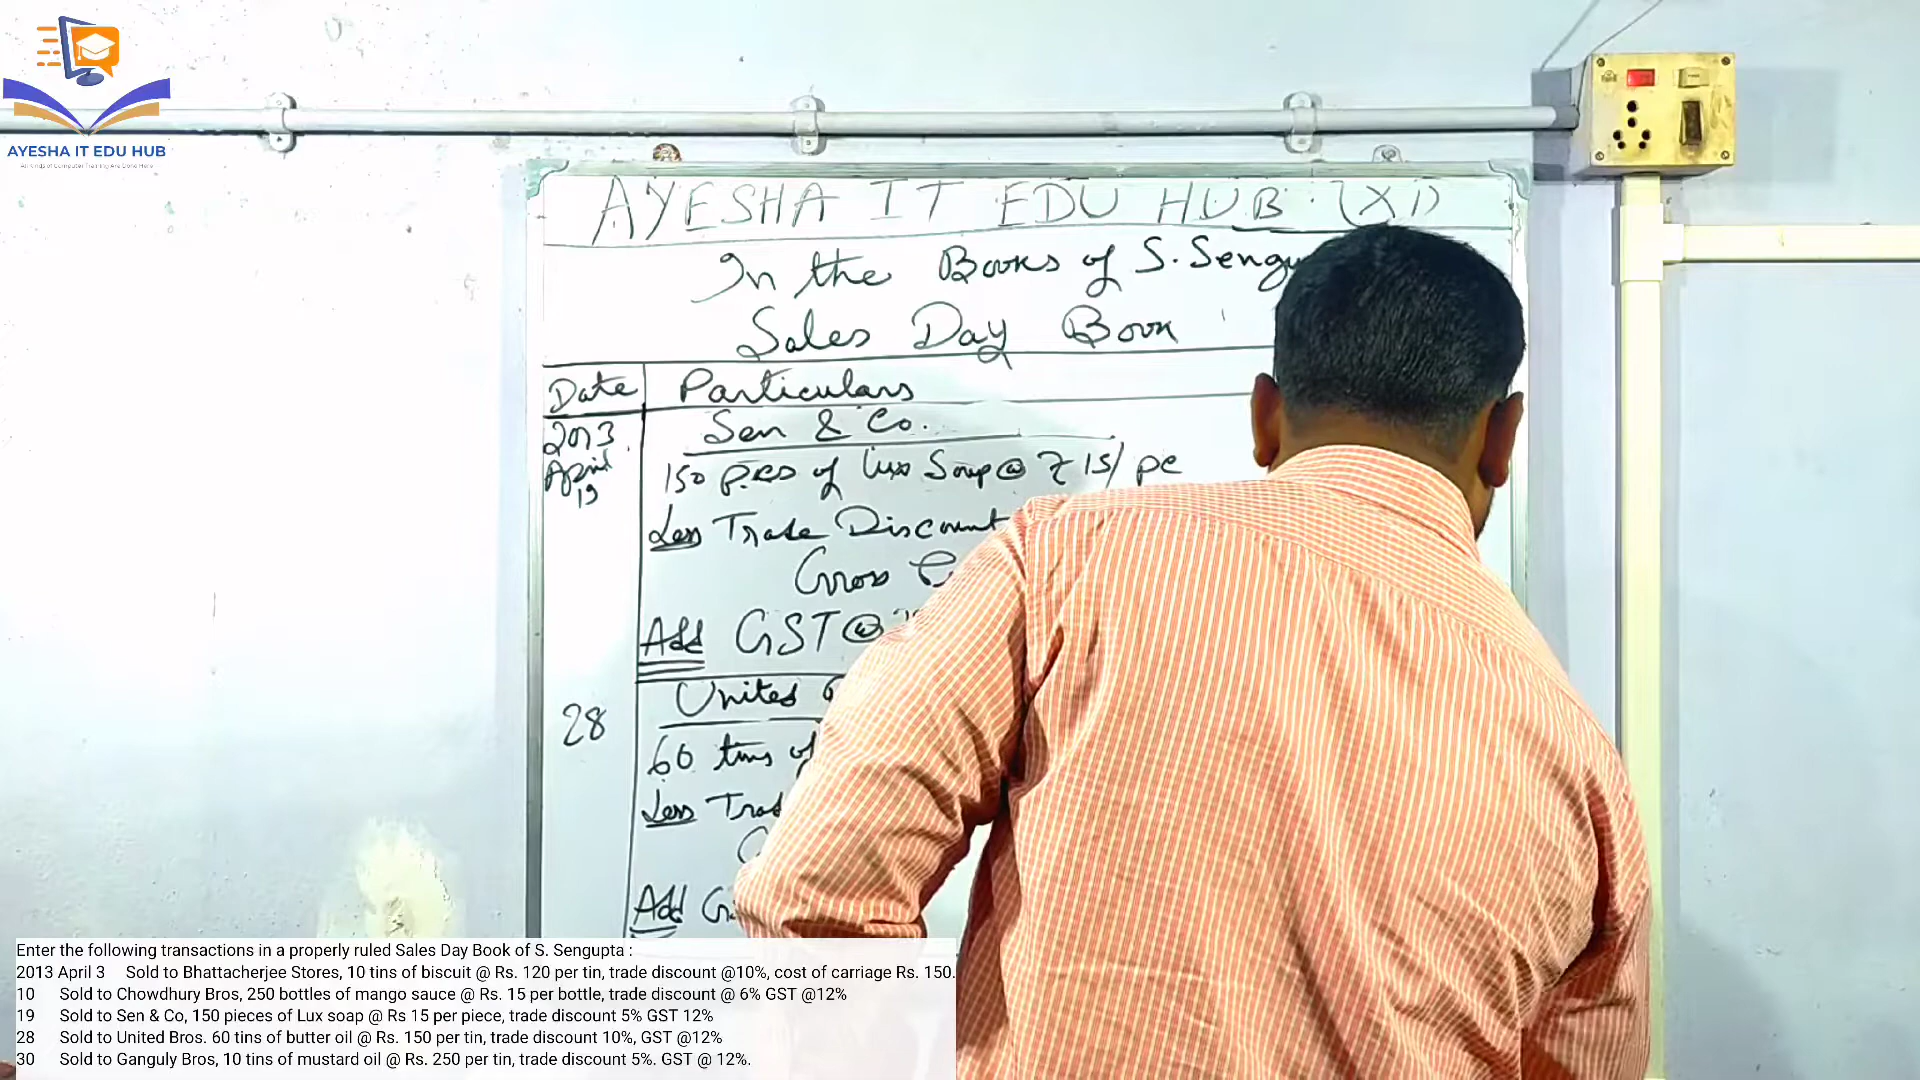 AYESHA IT EDU HUB
All Kinds of Computer Training Are Done Here
AYESHA IT EDU HUB (XI)
In the Books of S. Sengu
Sales Day Book
Date Particulars
2013 Sen & Co.
April 19 150 pcs of Lux Soap @ ₹ 15/ pc
Less Trade Discount
Gross
Add GST @
28 United
60 tins of
Less Trad
Add G
Enter the following transactions in a properly ruled Sales Day Book of S. Sengupta :
2013 April 3 Sold to Bhattacherjee Stores, 10 tins of biscuit @ Rs. 120 per tin, trade discount @10%, cost of carriage Rs. 150.
10 Sold to Chowdhury Bros, 250 bottles of mango sauce @ Rs. 15 per bottle, trade discount @ 6% GST @12%
19 Sold to Sen & Co, 150 pieces of Lux soap @ Rs 15 per piece, trade discount 5% GST 12%
28 Sold to United Bros. 60 tins of butter oil @ Rs. 150 per tin, trade discount 10%, GST @12%
30 Sold to Ganguly Bros, 10 tins of mustard oil @ Rs. 250 per tin, trade discount 5%. GST @ 12%.